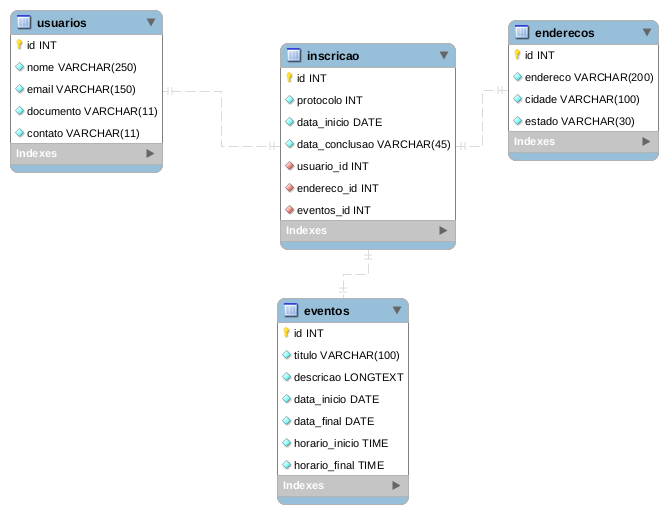 usuarios
id INT
nome VARCHAR(250)
email VARCHAR(150)
documento VARCHAR(11)
contato VARCHAR(11)
Indexes
inscricao
id INT
protocolo INT
data_inicio DATE
data_conclusao VARCHAR(45)
usuario_id INT
endereco_id INT
eventos_id INT
Indexes
enderecos
id INT
endereco VARCHAR(200)
cidade VARCHAR(100)
estado VARCHAR(30)
Indexes
eventos
id INT
titulo VARCHAR(100)
descricao LONGTEXT
data_inicio DATE
data_final DATE
horario_inicio TIME
horario_final TIME
Indexes